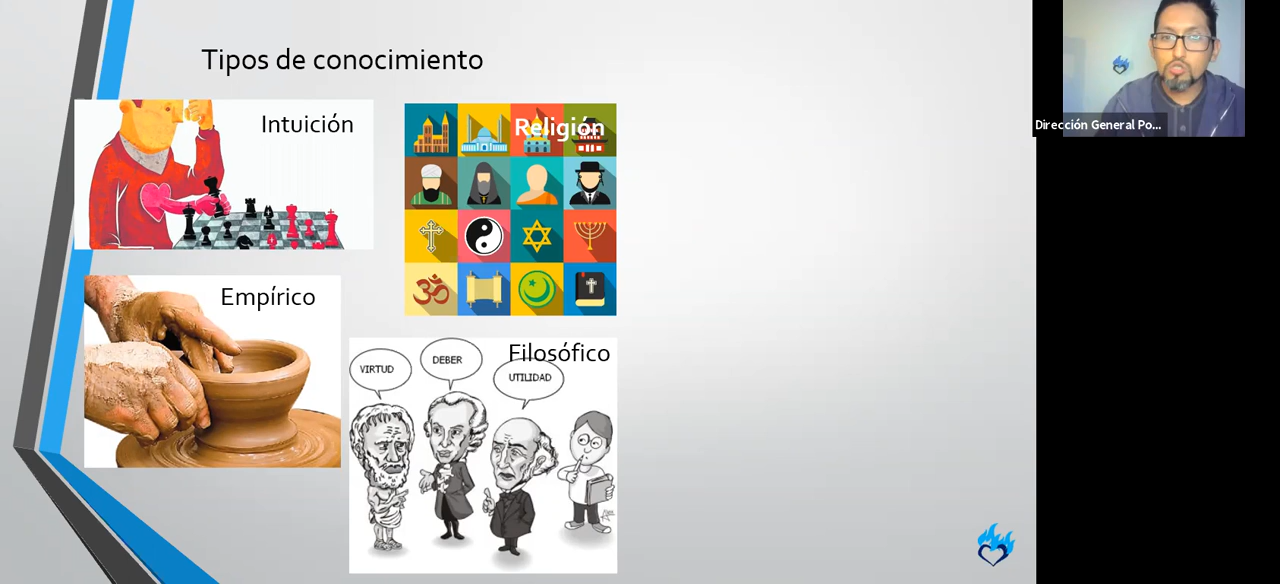 Tipos de conocimiento
Intuición
Religión
Empírico
Filosófico
VIRTUD
DEBER
UTILIDAD
Dirección General Po...